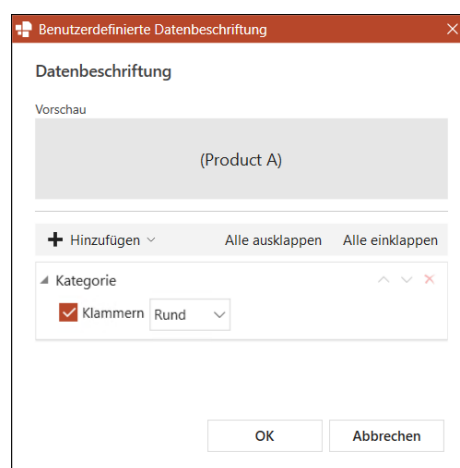 Benutzerdefinierte Datenbeschriftung
Datenbeschriftung
Vorschau
(Product A)
Hinzufügen Alle ausklappen Alle einklappen
Kategorie
Klammern Rund
OK Abbrechen